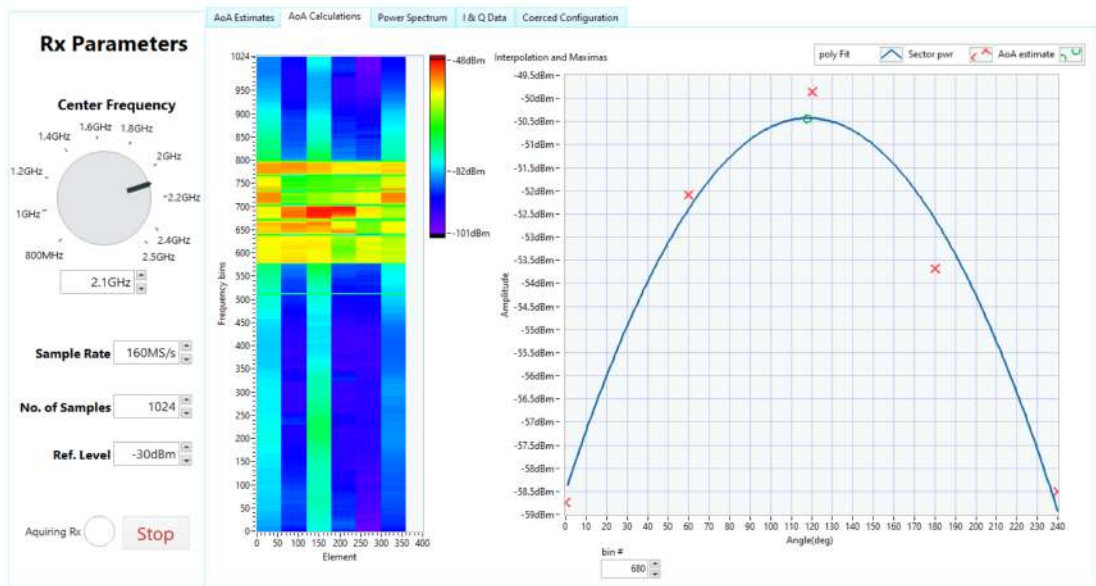 AoA Estimates AoA Calculations Power Spectrum I & Q Data Coerced Configuration
Rx Parameters
Center Frequency
1.6GHz 1.8GHz
1.4GHz 2GHz
1.2GHz 2.2GHz
1GHz 2.4GHz
800MHz 2.5GHz
2.1GHz
Sample Rate 160MS/s
No. of Samples 1024
Ref. Level -30dBm
Aquiring Rx Stop
Frequency bins
1024
950
900
850
800
750
700
650
600
550
500
450
400
350
300
250
200
150
100
50
0
0 50 100 150 200 250 300 350 400
Element
-48dBm
-82dBm
-101dBm
Interpolation and Maximas
poly Fit Sector pwr AoA estimate
Amplitude
-49.5dBm
-50dBm
-50.5dBm
-51dBm
-51.5dBm
-52dBm
-52.5dBm
-53dBm
-53.5dBm
-54dBm
-54.5dBm
-55dBm
-55.5dBm
-56dBm
-56.5dBm
-57dBm
-57.5dBm
-58dBm
-58.5dBm
-59dBm
0 10 20 30 40 50 60 70 80 90 100 110 120 130 140 150 160 170 180 190 200 210 220 230 240
Angle(deg)
bin #
680